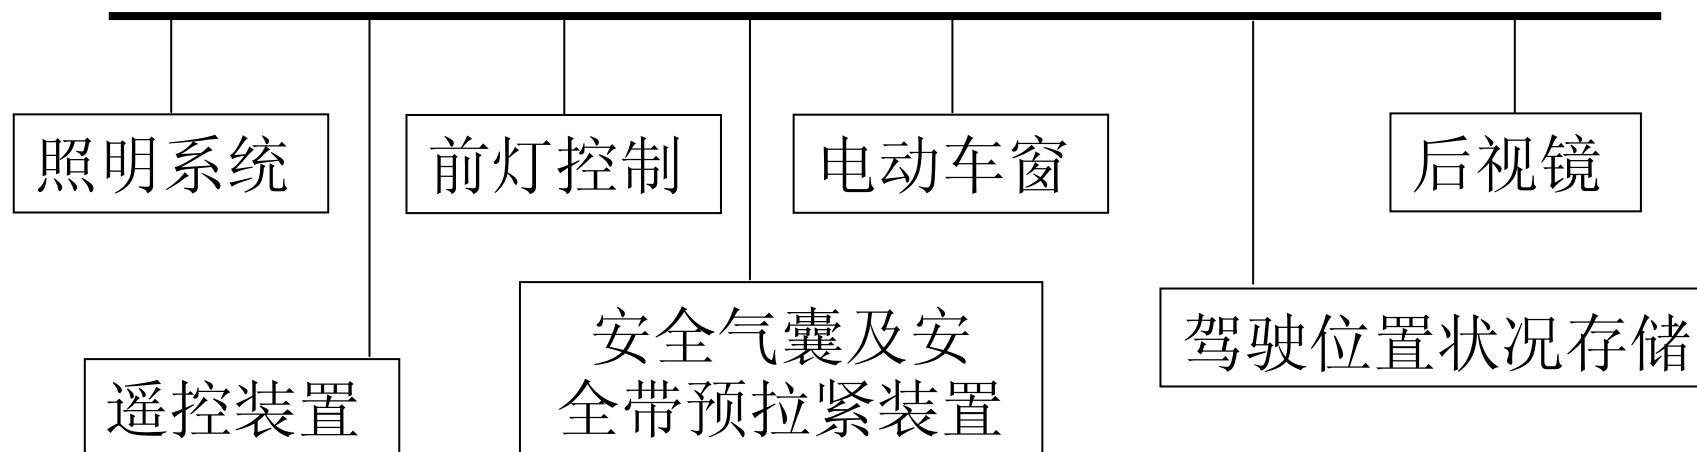 照明系统
前灯控制
电动车窗
后视镜
遥控装置
安全气囊及安
全带预拉紧装置
驾驶位置状况存储